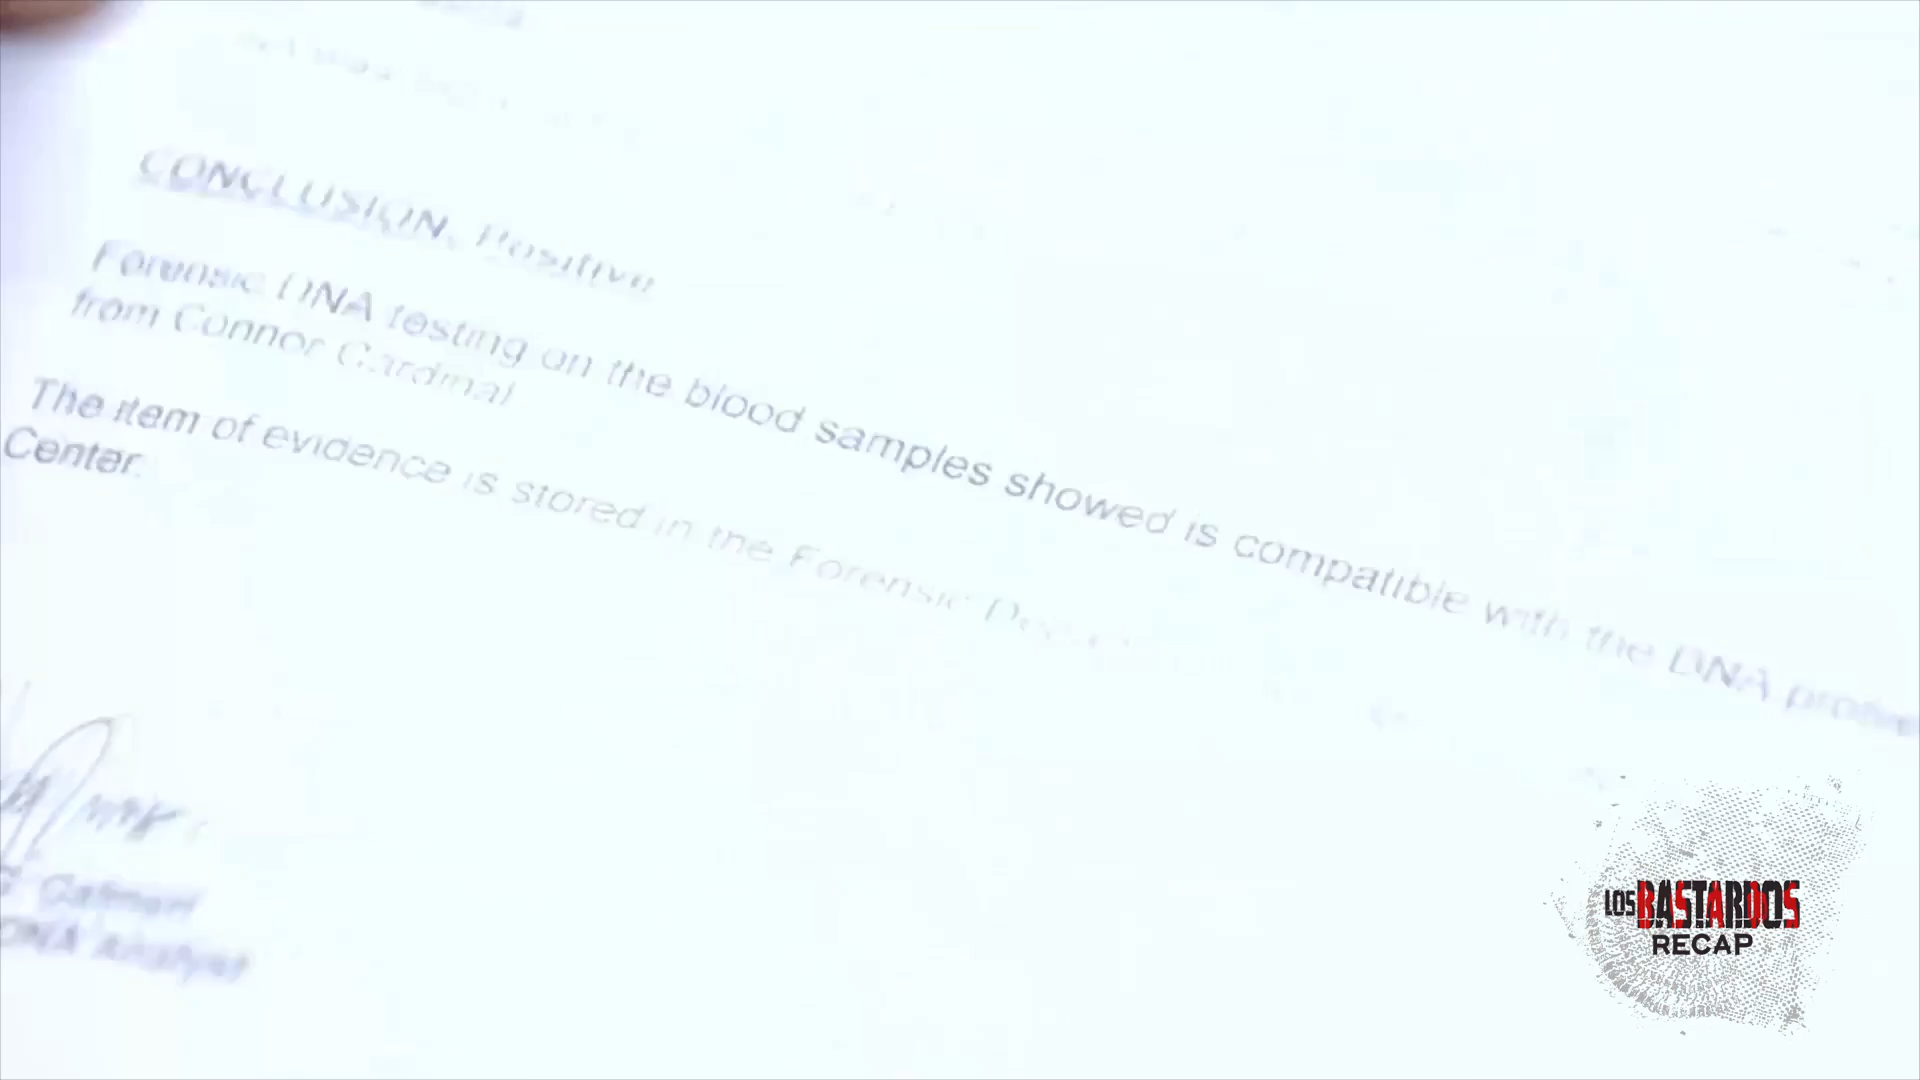 CONCLUSION. Positive
Forensic DNA testing on the blood samples showed is compatible with the DNA profile
from Connor Cardinal
The item of evidence is stored in the Forensic
Center.
DNA Analyst
LOS BASTARDOS
RECAP